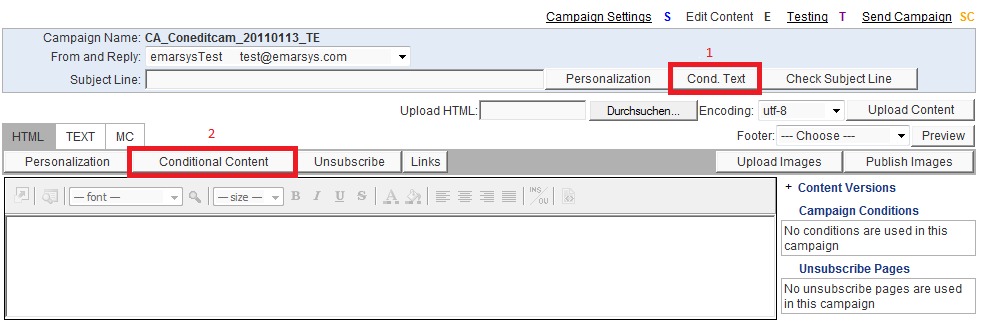 Campaign Settings S Edit Content E Testing T Send Campaign SC
Campaign Name: CA_Coneditcam_20110113_TE
From and Reply: emarsysTest test@emarsys.com
1
Subject Line: Personalization Cond. Text Check Subject Line
Upload HTML: Durchsuchen... Encoding: utf-8 Upload Content
HTML TEXT MC 2 Footer: --- Choose --- Preview
Personalization Conditional Content Unsubscribe Links Upload Images Publish Images
— font — — size — B I U S A INS/OU
+ Content Versions
Campaign Conditions
No conditions are used in this
campaign
Unsubscribe Pages
No unsubscribe pages are used
in this campaign